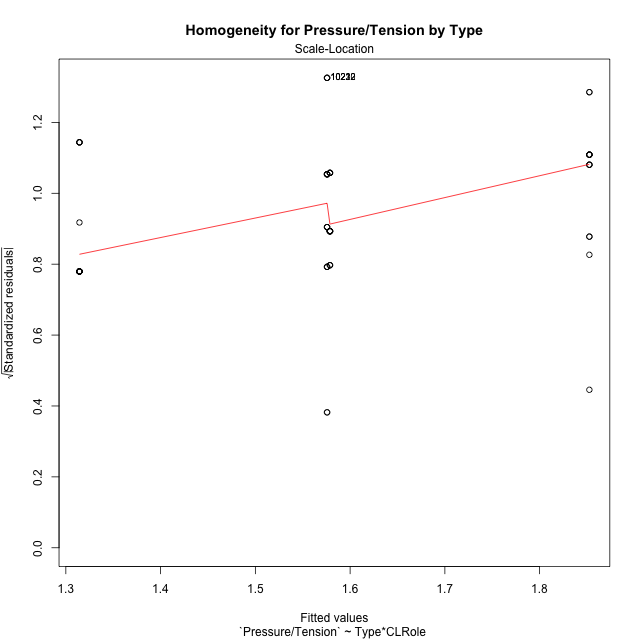 Homogeneity for Pressure/Tension by Type
Scale-Location
√|Standardized residuals|
1.2
1.0
0.8
0.6
0.4
0.2
0.0
1.3 1.4 1.5 1.6 1.7 1.8
Fitted values
`Pressure/Tension` ~ Type*CLRole